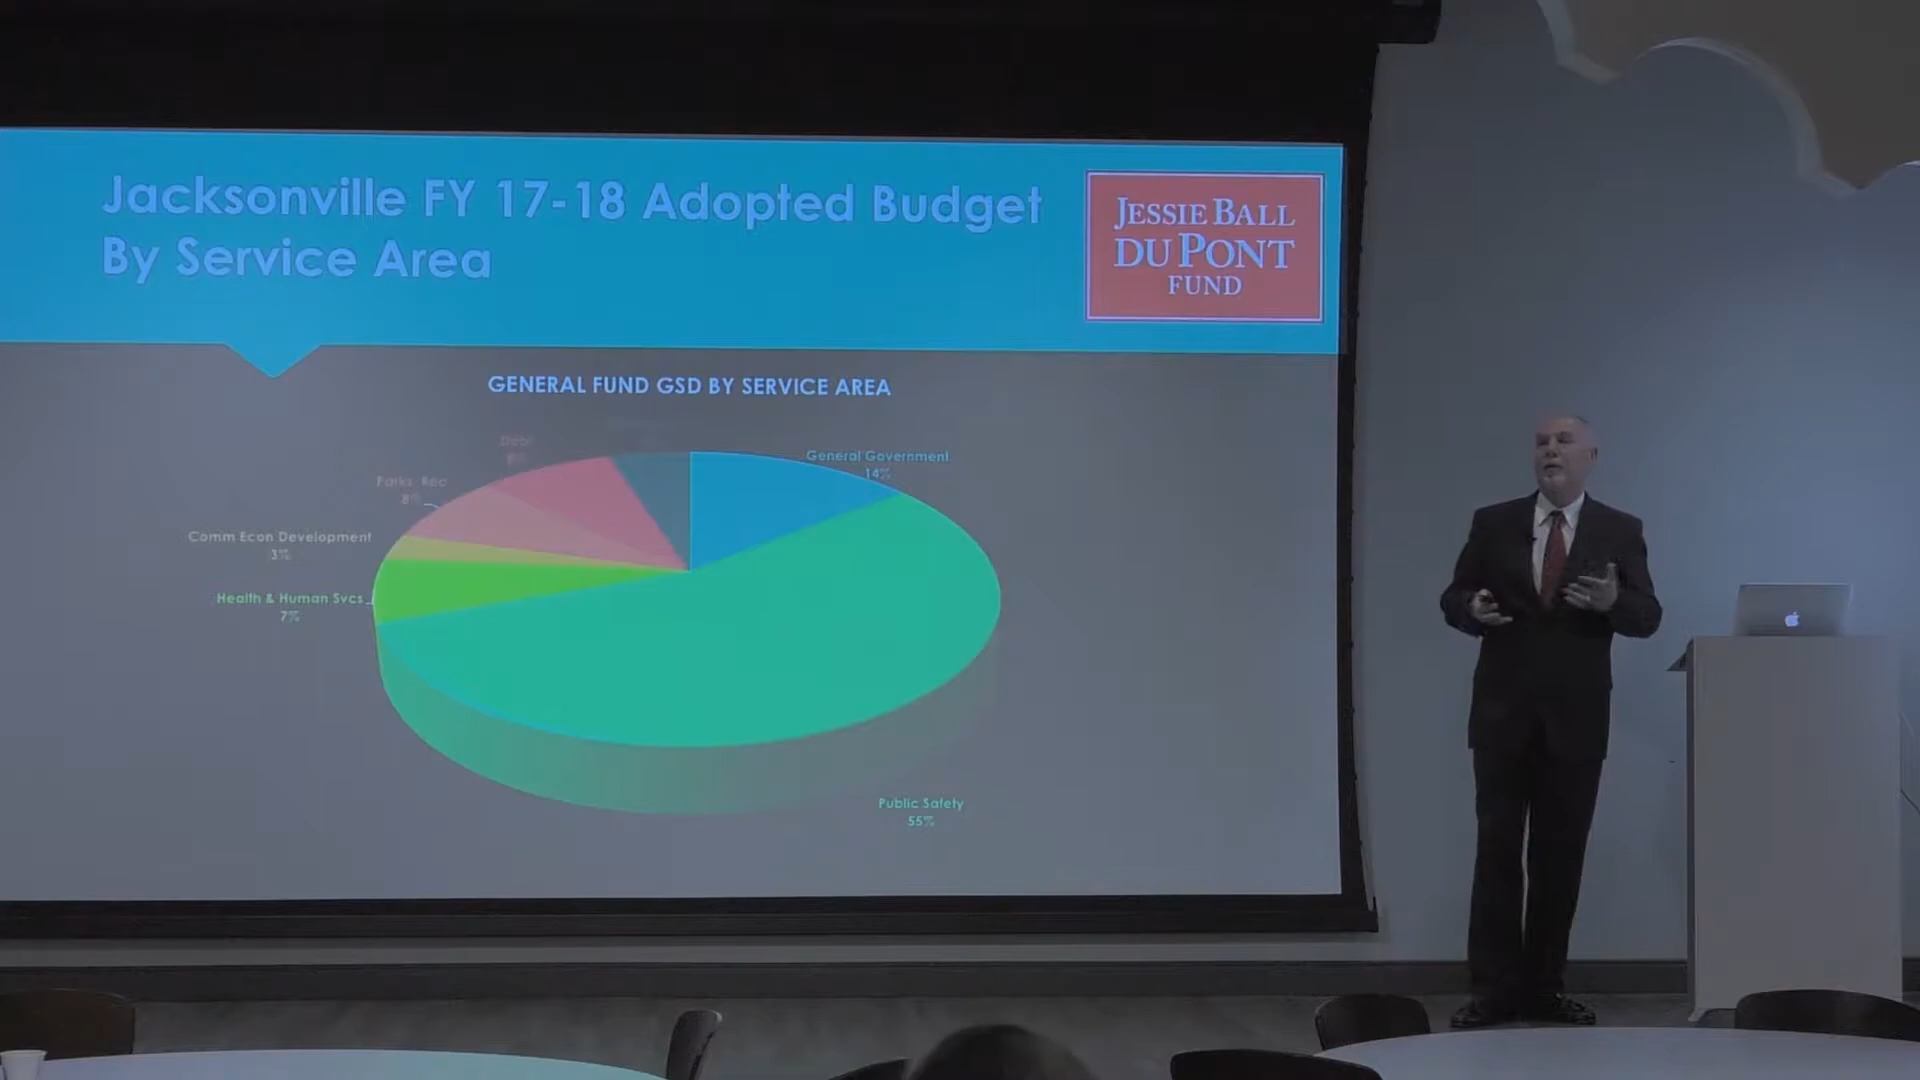 Jacksonville FY 17-18 Adopted Budget
By Service Area
JESSIE BALL
DU PONT
FUND
GENERAL FUND GSD BY SERVICE AREA
Debt
General Government
14%
Parks Rec
8%
Comm Econ Development
3%
Health & Human Svcs
7%
Public Safety
55%